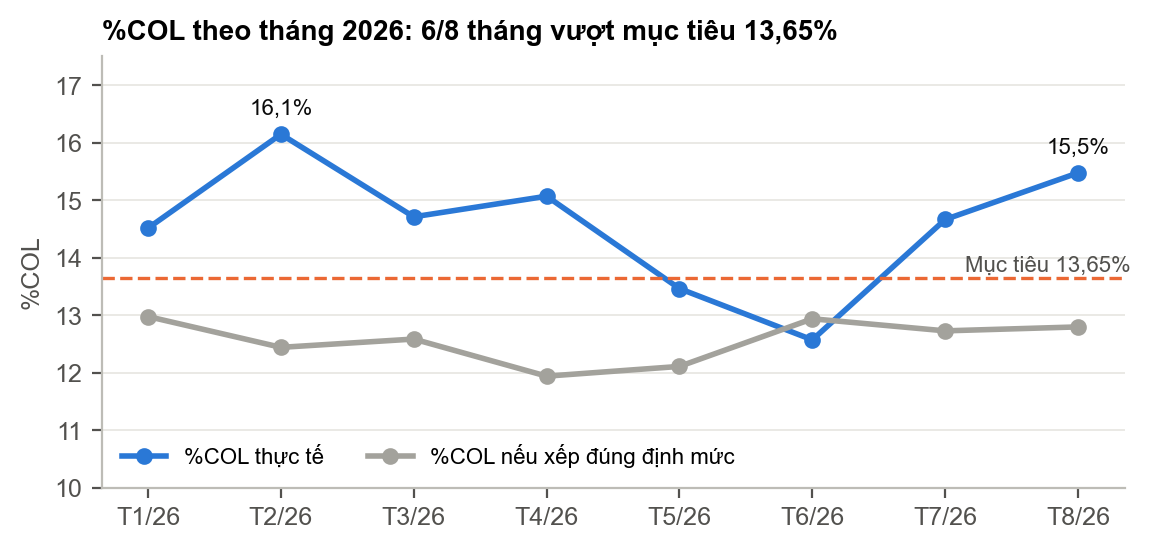 %COL theo tháng 2026: 6/8 tháng vượt mục tiêu 13,65%
17
16
15
14
13
12
11
10
%COL
16,1%
15,5%
Mục tiêu 13,65%
%COL thực tế
%COL nếu xếp đúng định mức
T1/26
T2/26
T3/26
T4/26
T5/26
T6/26
T7/26
T8/26